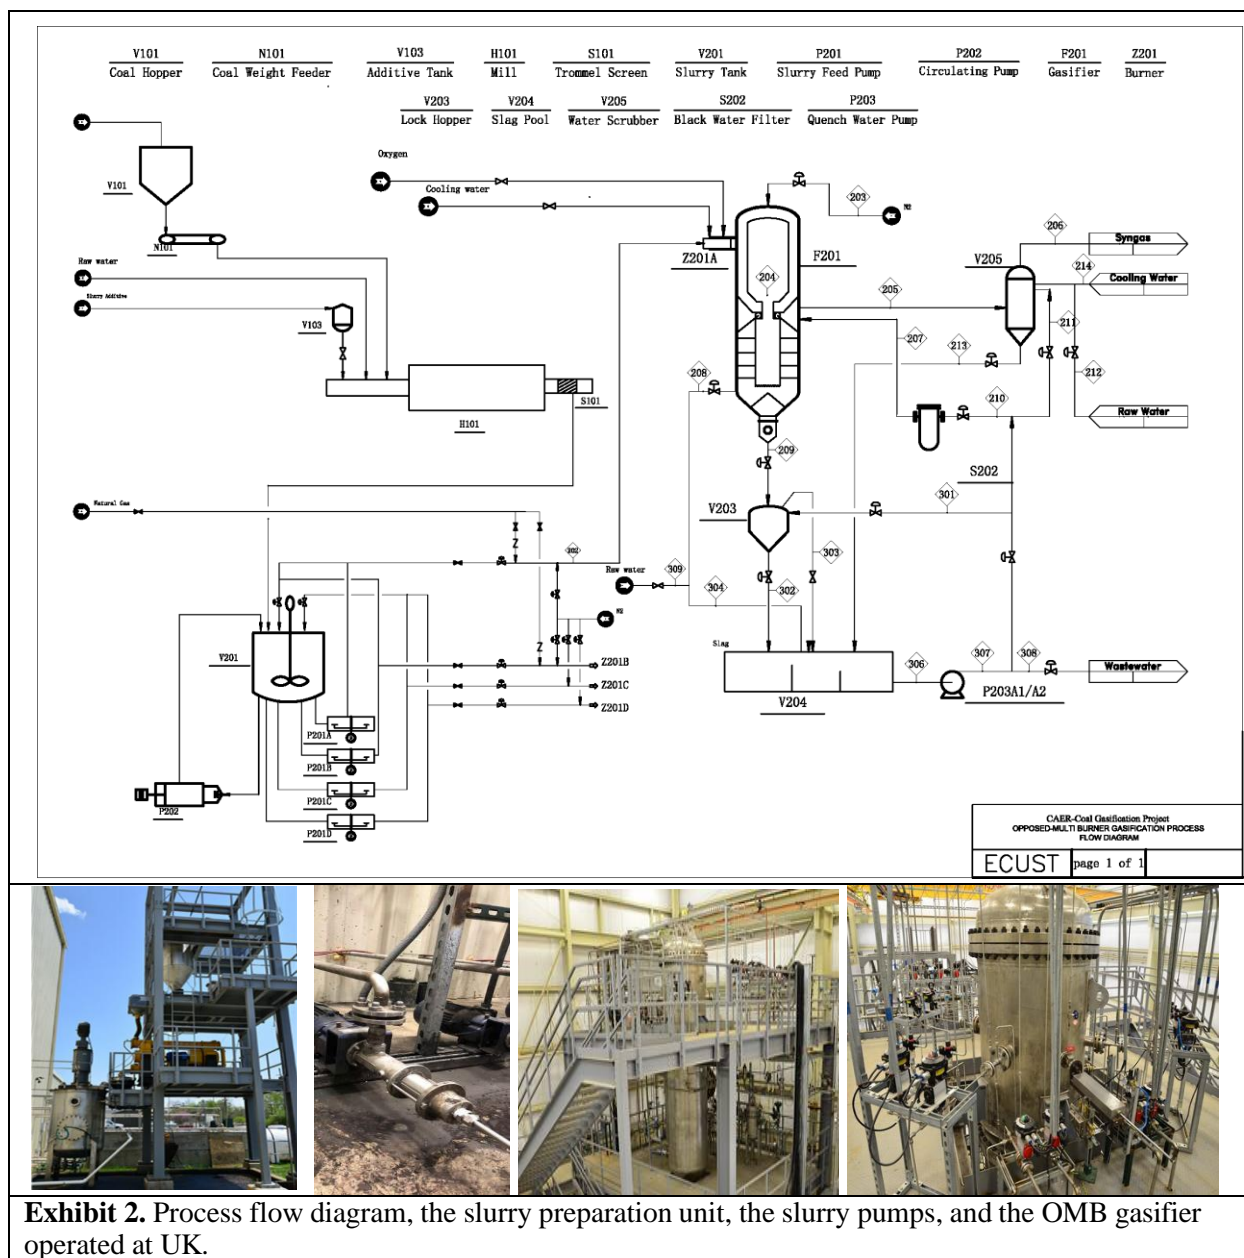 V101 N101 V103 H101 S101 V201 P201 P202 F201 Z201
Coal Hopper Coal Weight Feeder Additive Tank Mill Trommel Screen Slurry Tank Slurry Feed Pump Circulating Pump Gasifier Burner
V203 V204 V205 S202 P203
Lock Hopper Slag Pool Water Scrubber Black Water Filter Quench Water Pump
Oxygen
Cooling water
203
N2
V101
N101
Z201A
F201
204
V205
206
Syngas
214
Cooling Water
205
Raw water
Slurry Additive
V103
207
213
211
212
208
S101
H101
210
Raw Water
209
S202
Natural Gas
V203
301
Z
303
202
Raw water
309
304
302
N2
Slag
V201
Z
Z201B
Z201C
Z201D
306
307
308
Wastewater
V204
P203A1/A2
P201A
P201B
P201C
P201D
P202
CAER-Coal Gasification Project
OPPOSED-MULTI BURNER GASIFICATION PROCESS
FLOW DIAGRAM
ECUST page 1 of 1
Exhibit 2. Process flow diagram, the slurry preparation unit, the slurry pumps, and the OMB gasifier
operated at UK.